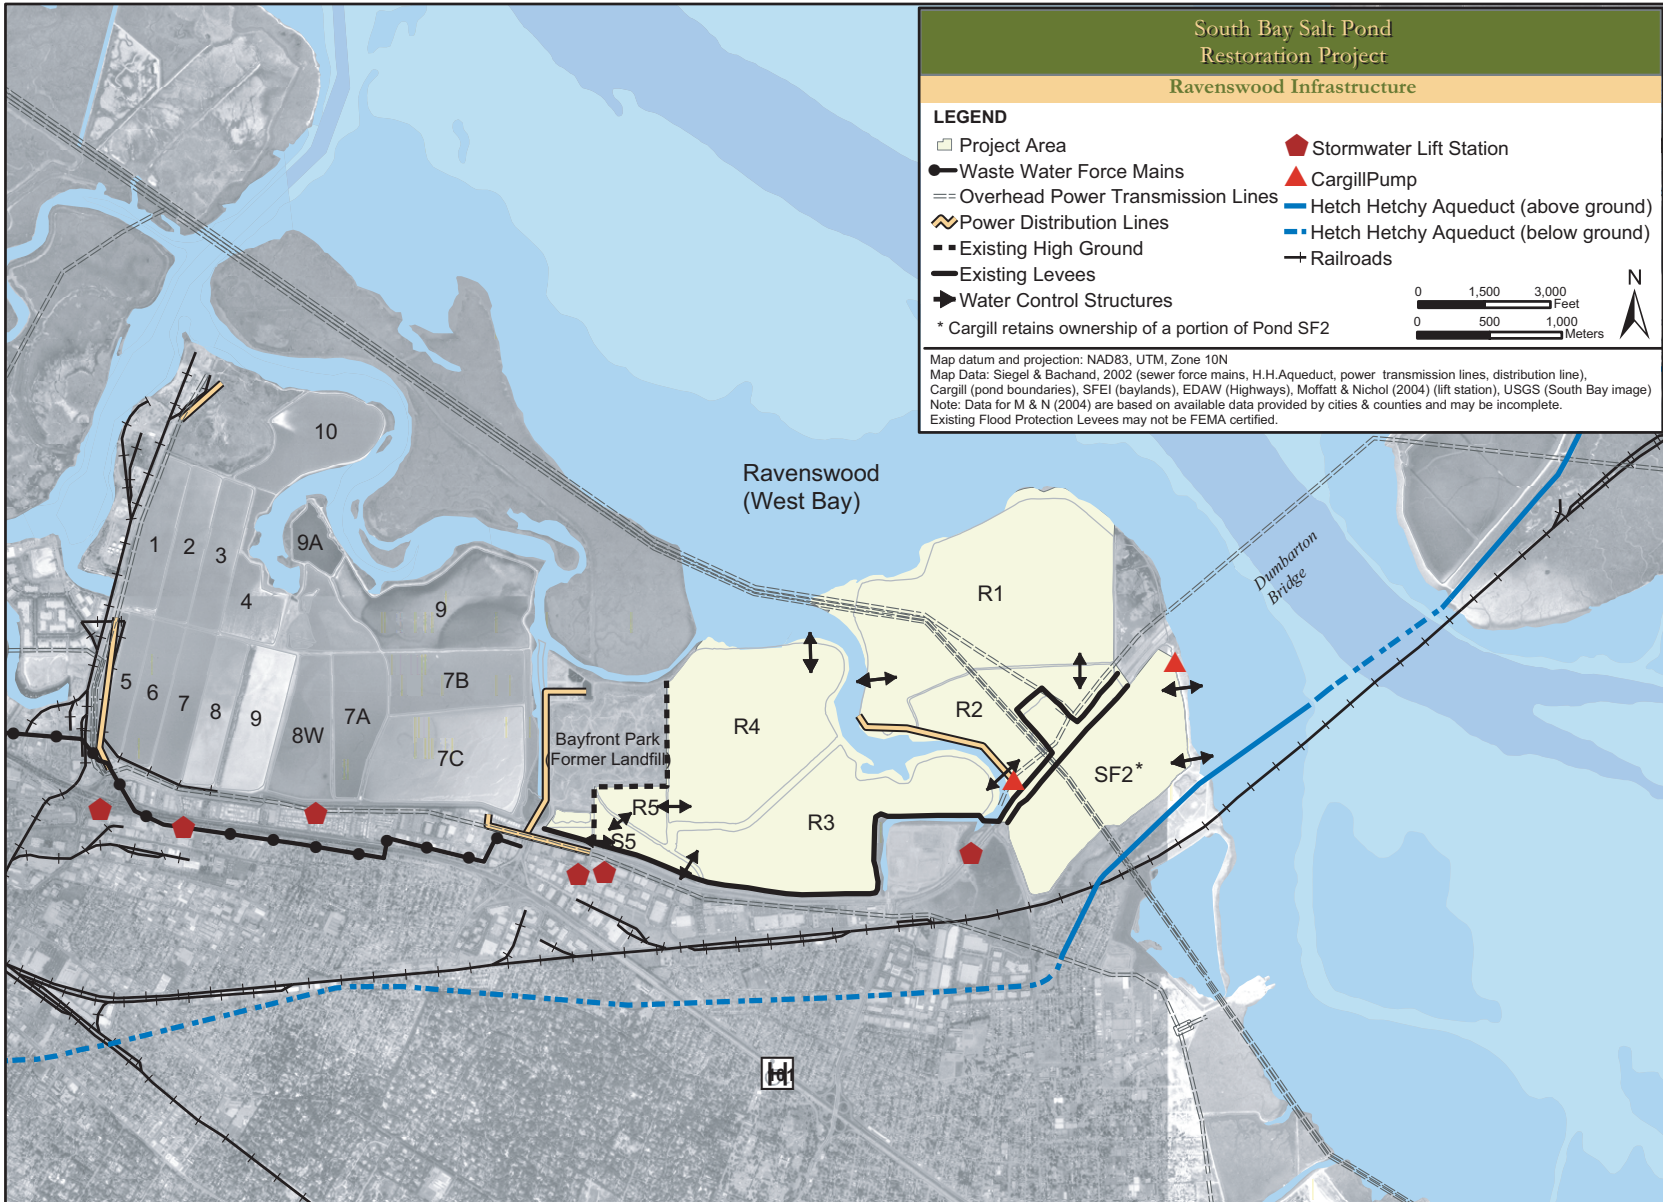 South Bay Salt Pond
Restoration Project
Ravenswood Infrastructure
LEGEND
Project Area
Waste Water Force Mains
Overhead Power Transmission Lines
Power Distribution Lines
Existing High Ground
Existing Levees
Water Control Structures
* Cargill retains ownership of a portion of Pond SF2
Stormwater Lift Station
CargillPump
Hetch Hetchy Aqueduct (above ground)
Hetch Hetchy Aqueduct (below ground)
Railroads
N
0 1,500 3,000
Feet
0 500 1,000
Meters
Map datum and projection: NAD83, UTM, Zone 10N
Map Data: Siegel & Bachand, 2002 (sewer force mains, H.H.Aqueduct, power transmission lines, distribution line),
Cargill (pond boundaries), SFEI (baylands), EDAW (Highways), Moffatt & Nichol (2004) (lift station), USGS (South Bay image)
Note: Data for M & N (2004) are based on available data provided by cities & counties and may be incomplete.
Existing Flood Protection Levees may not be FEMA certified.
Ravenswood
(West Bay)
Dumbarton
Bridge
10
1
2
3
9A
4
9
5
6
7
8
9
8W
7A
7B
7C
Bayfront Park
(Former Landfill)
R1
R2
R4
R3
R5
S5
SF2*